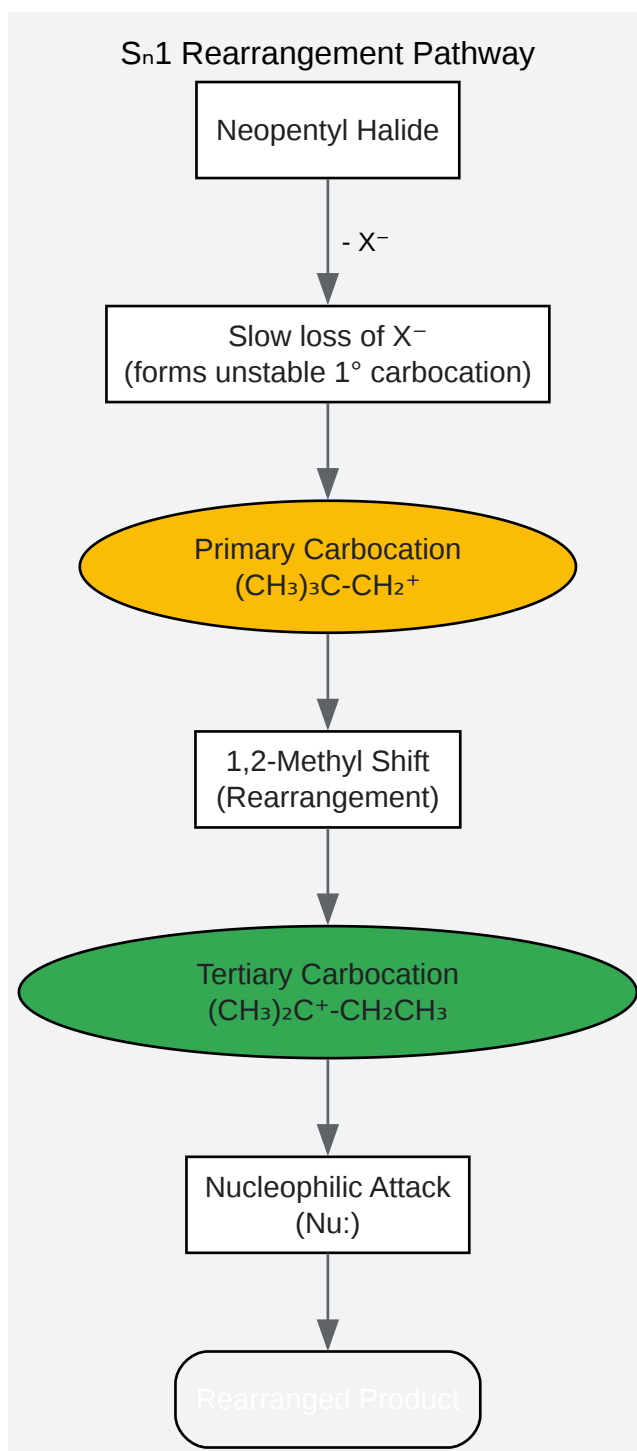 Sₙ1 Rearrangement Pathway
Neopentyl Halide
- X⁻
Slow loss of X⁻
(forms unstable 1° carbocation)
Primary Carbocation
(CH₃)₃C-CH₂⁺
1,2-Methyl Shift
(Rearrangement)
Tertiary Carbocation
(CH₃)₂C⁺-CH₂CH₃
Nucleophilic Attack
(Nu:)
Rearranged Product